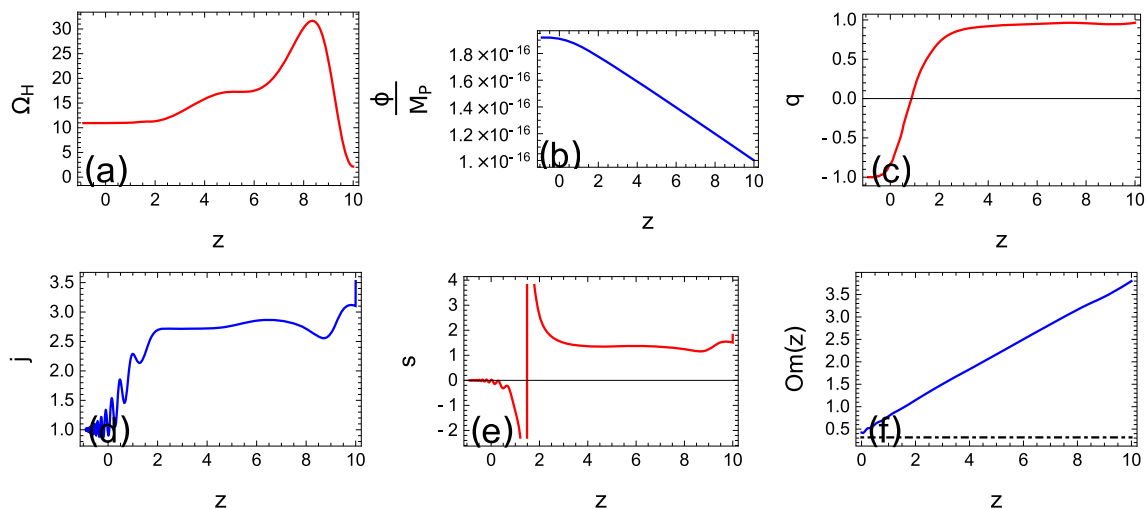 Ω_H
30
25
20
15
10
5
0
(a)
0 2 4 6 8 10
z
ϕ/M_P
1.8×10^-16
1.6×10^-16
1.4×10^-16
1.2×10^-16
1.×10^-16
(b)
0 2 4 6 8 10
z
q
1.0
0.5
0.0
-1.0
(c)
0 2 4 6 8 10
z
j
3.5
3.0
2.5
2.0
1.5
1.0
(d)
0 2 4 6 8 10
z
s
4
3
2
1
0
-
-2
(e)
0 2 4 6 8 10
z
Om(z)
3.5
3.0
2.5
2.0
1.5
1.0
0.5
(f)
0 2 4 6 8 10
z